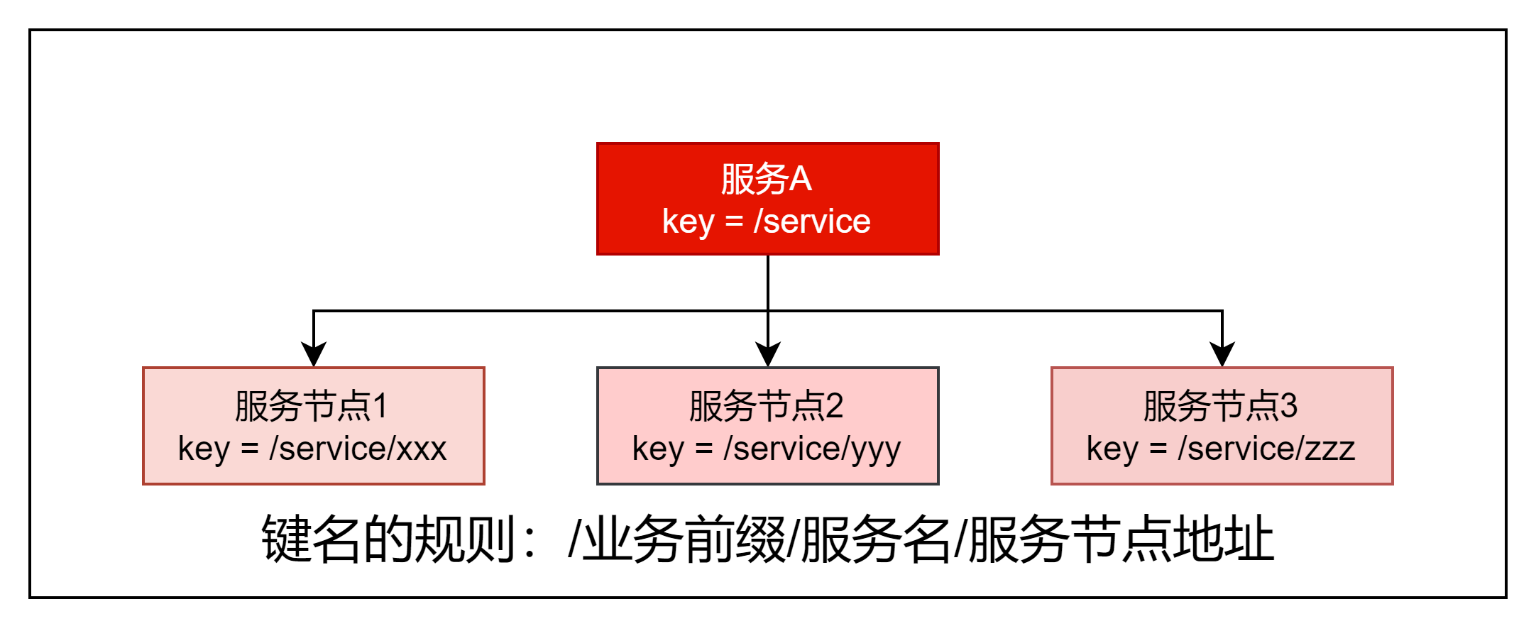 服务A
key = /service
服务节点1
key = /service/xxx
服务节点2
key = /service/yyy
服务节点3
key = /service/zzz
键名的规则：/业务前缀/服务名/服务节点地址